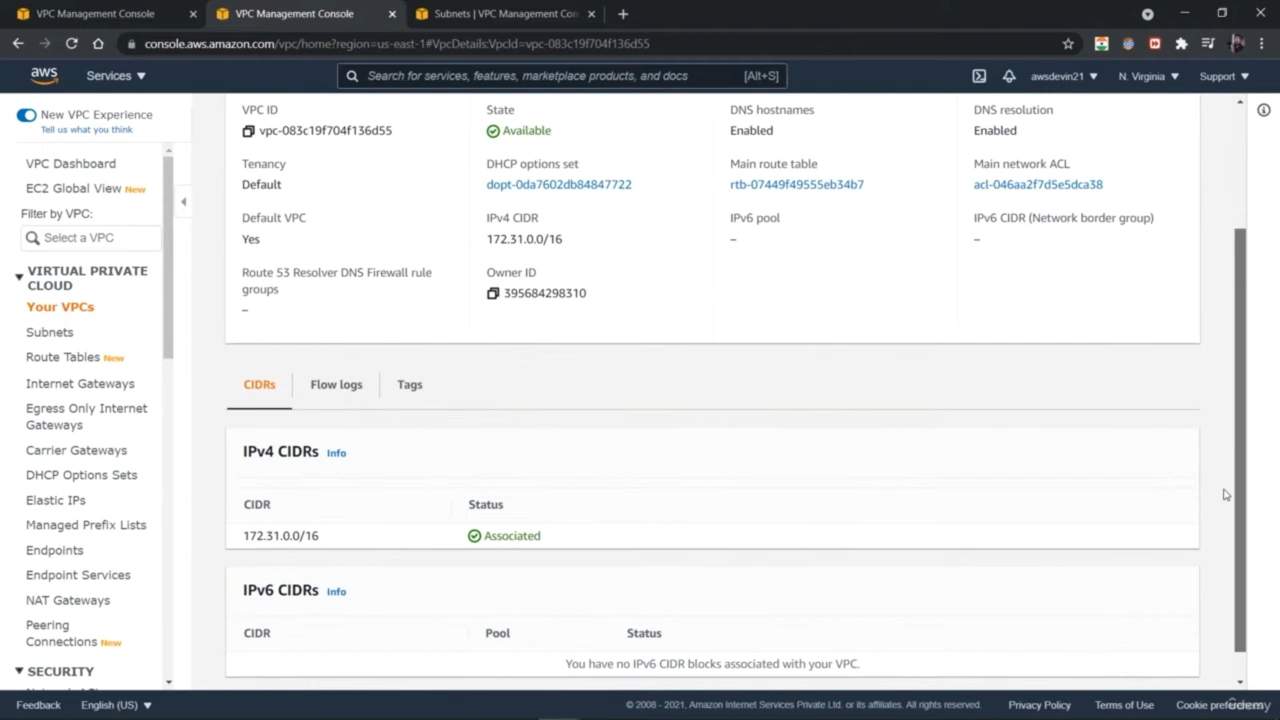 VPC Management Console
VPC Management Console
Subnets | VPC Management Con
console.aws.amazon.com/vpc/home?region=us-east-1#VpcDetails:VpcId=vpc-083c19f704f136d55
aws
Services
Search for services, features, marketplace products, and docs
[Alt+S]
awsdevin21
N. Virginia
Support
New VPC Experience
Tell us what you think
VPC Dashboard
EC2 Global View New
Filter by VPC:
Select a VPC
VIRTUAL PRIVATE
CLOUD
Your VPCs
Subnets
Route Tables New
Internet Gateways
Egress Only Internet
Gateways
Carrier Gateways
DHCP Option Sets
Elastic IPs
Managed Prefix Lists
Endpoints
Endpoint Services
NAT Gateways
Peering
Connections New
SECURITY
VPC ID
vpc-083c19f704f136d55
State
Available
DNS hostnames
Enabled
DNS resolution
Enabled
Tenancy
Default
DHCP options set
dopt-0da7602db84847722
Main route table
rtb-07449f49555eb34b7
Main network ACL
acl-046aa2f7d5e5dca38
Default VPC
Yes
IPv4 CIDR
172.31.0.0/16
IPv6 pool
–
IPv6 CIDR (Network border group)
–
Route 53 Resolver DNS Firewall rule
groups
–
Owner ID
395684298310
CIDRs
Flow logs
Tags
IPv4 CIDRs Info
CIDR
Status
172.31.0.0/16
Associated
IPv6 CIDRs Info
CIDR
Pool
Status
You have no IPv6 CIDR blocks associated with your VPC.
Feedback
English (US)
© 2008 - 2021, Amazon Internet Services Private Ltd. or its affiliates. All rights reserved.
Privacy Policy
Terms of Use
Cookie preferences
Udemy